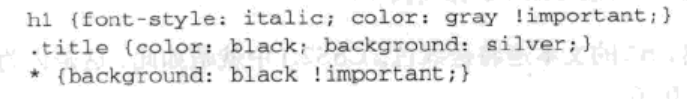 h1 {font-style: italic; color: gray !important;}
.title {color: black; background: silver;}
* {background: black !important;}